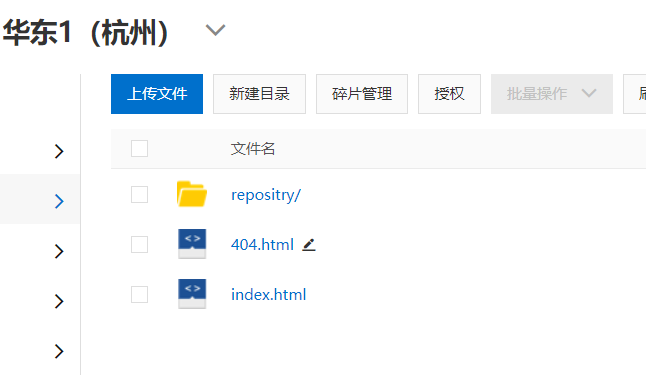 华东1（杭州）
上传文件 新建目录 碎片管理 授权 批量操作
文件名
repositry/
404.html
index.html